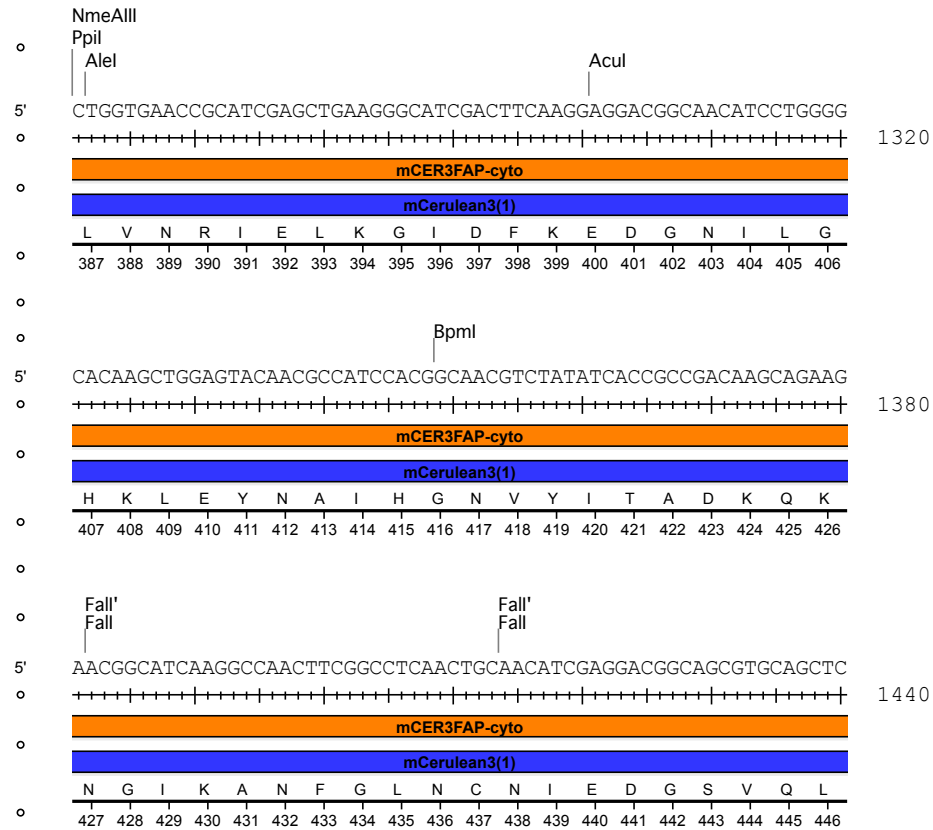 NmeAIII
PpiI
AleI AcuI
5' CTGGTGAACCGCATCGAGCTGAAGGGCATCGACTTCAAGGAGGACGGCAACATCCTGGGG
1320
mCER3FAP-cyto
mCerulean3(1)
L V N R I E L K G I D F K E D G N I L G
387 388 389 390 391 392 393 394 395 396 397 398 399 400 401 402 403 404 405 406
BpmI
5' CACAAGCTGGAGTACAACGCCATCCACGGCAACGTCTATATCACCGCCGACAAGCAGAAG
1380
mCER3FAP-cyto
mCerulean3(1)
H K L E Y N A I H G N V Y I T A D K Q K
407 408 409 410 411 412 413 414 415 416 417 418 419 420 421 422 423 424 425 426
FalI' FalI'
FalI FalI
5' AACGGCATCAAGGCCAACTTCGGCCTCAACTGCAACATCGAGGACGGCAGCGTGCAGCTC
1440
mCER3FAP-cyto
mCerulean3(1)
N G I K A N F G L N C N I E D G S V Q L
427 428 429 430 431 432 433 434 435 436 437 438 439 440 441 442 443 444 445 446